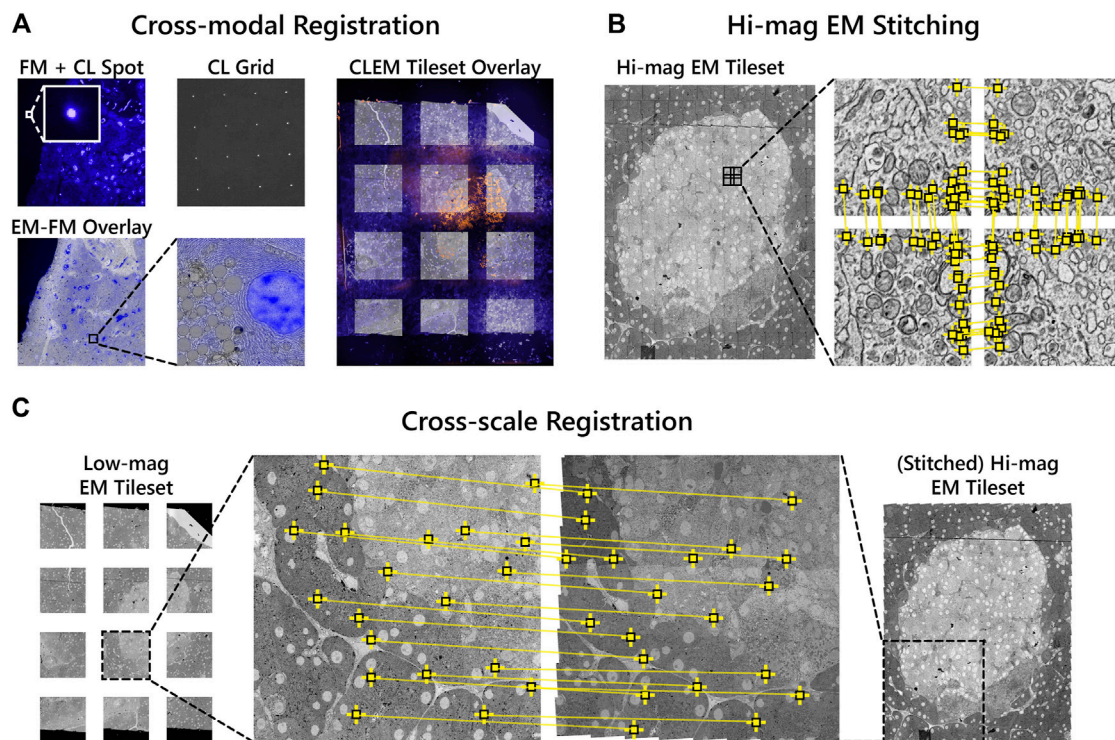 A
Cross-modal Registration
FM + CL Spot
CL Grid
CLEM Tileset Overlay
EM-FM Overlay
B
Hi-mag EM Stitching
Hi-mag EM Tileset
C
Cross-scale Registration
Low-mag
EM Tileset
(Stitched) Hi-mag
EM Tileset